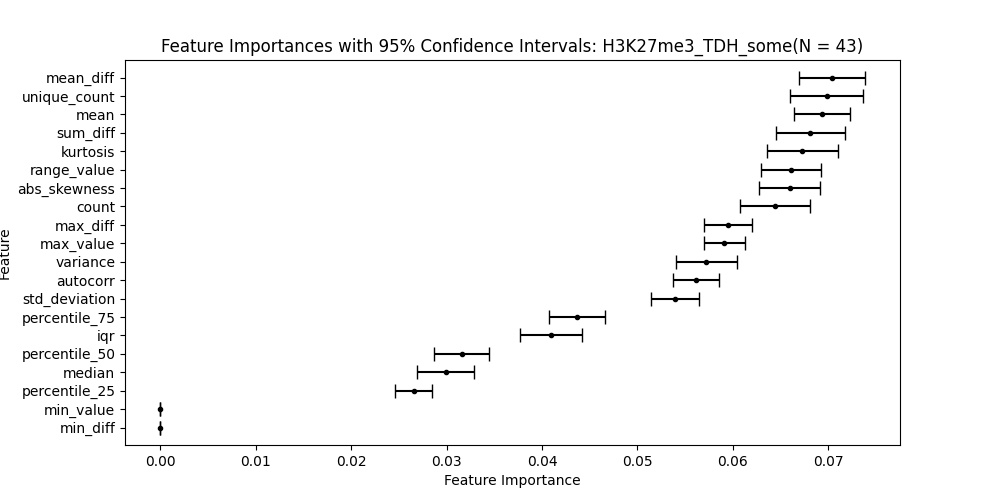 Feature Importances with 95% Confidence Intervals: H3K27me3_TDH_some(N = 43)
mean_diff
unique_count
mean
sum_diff
kurtosis
range_value
abs_skewness
count
max_diff
max_value
variance
autocorr
std_deviation
percentile_75
iqr
percentile_50
median
percentile_25
min_value
min_diff
Feature
0.00 0.01 0.02 0.03 0.04 0.05 0.06 0.07
Feature Importance